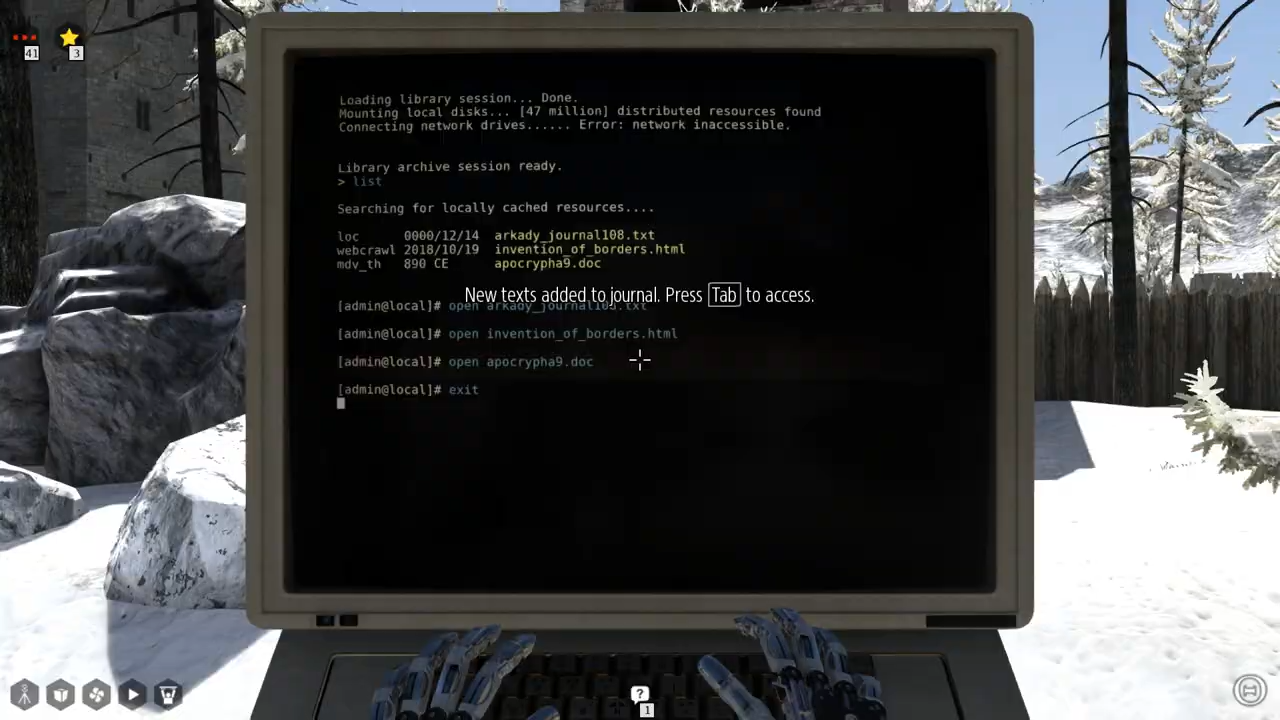 41
3
Loading library session... Done.
Mounting local disks... [47 million] distributed resources found
Connecting network drives...... Error: network inaccessible.
Library archive session ready.
> list
Searching for locally cached resources....
loc 0000/12/14 arkady_journal108.txt
webcrawl 2018/10/19 invention_of_borders.html
mdv_th 890 CE apocrypha9.doc
New texts added to journal. Press Tab to access.
[admin@local]# open arkady_journal108.txt
[admin@local]# open invention_of_borders.html
[admin@local]# open apocrypha9.doc
[admin@local]# exit
?
1